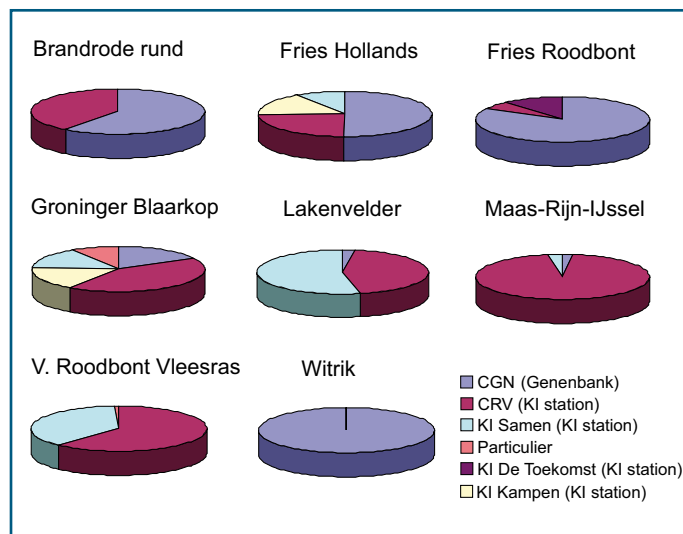 Brandrode rund
Fries Hollands
Fries Roodbont
Groninger Blaarkop
Lakenvelder
Maas-Rijn-IJssel
V. Roodbont Vleesras
Witrik
CGN (Genenbank)
CRV (KI station)
KI Samen (KI station)
Particulier
KI De Toekomst (KI station)
KI Kampen (KI station)